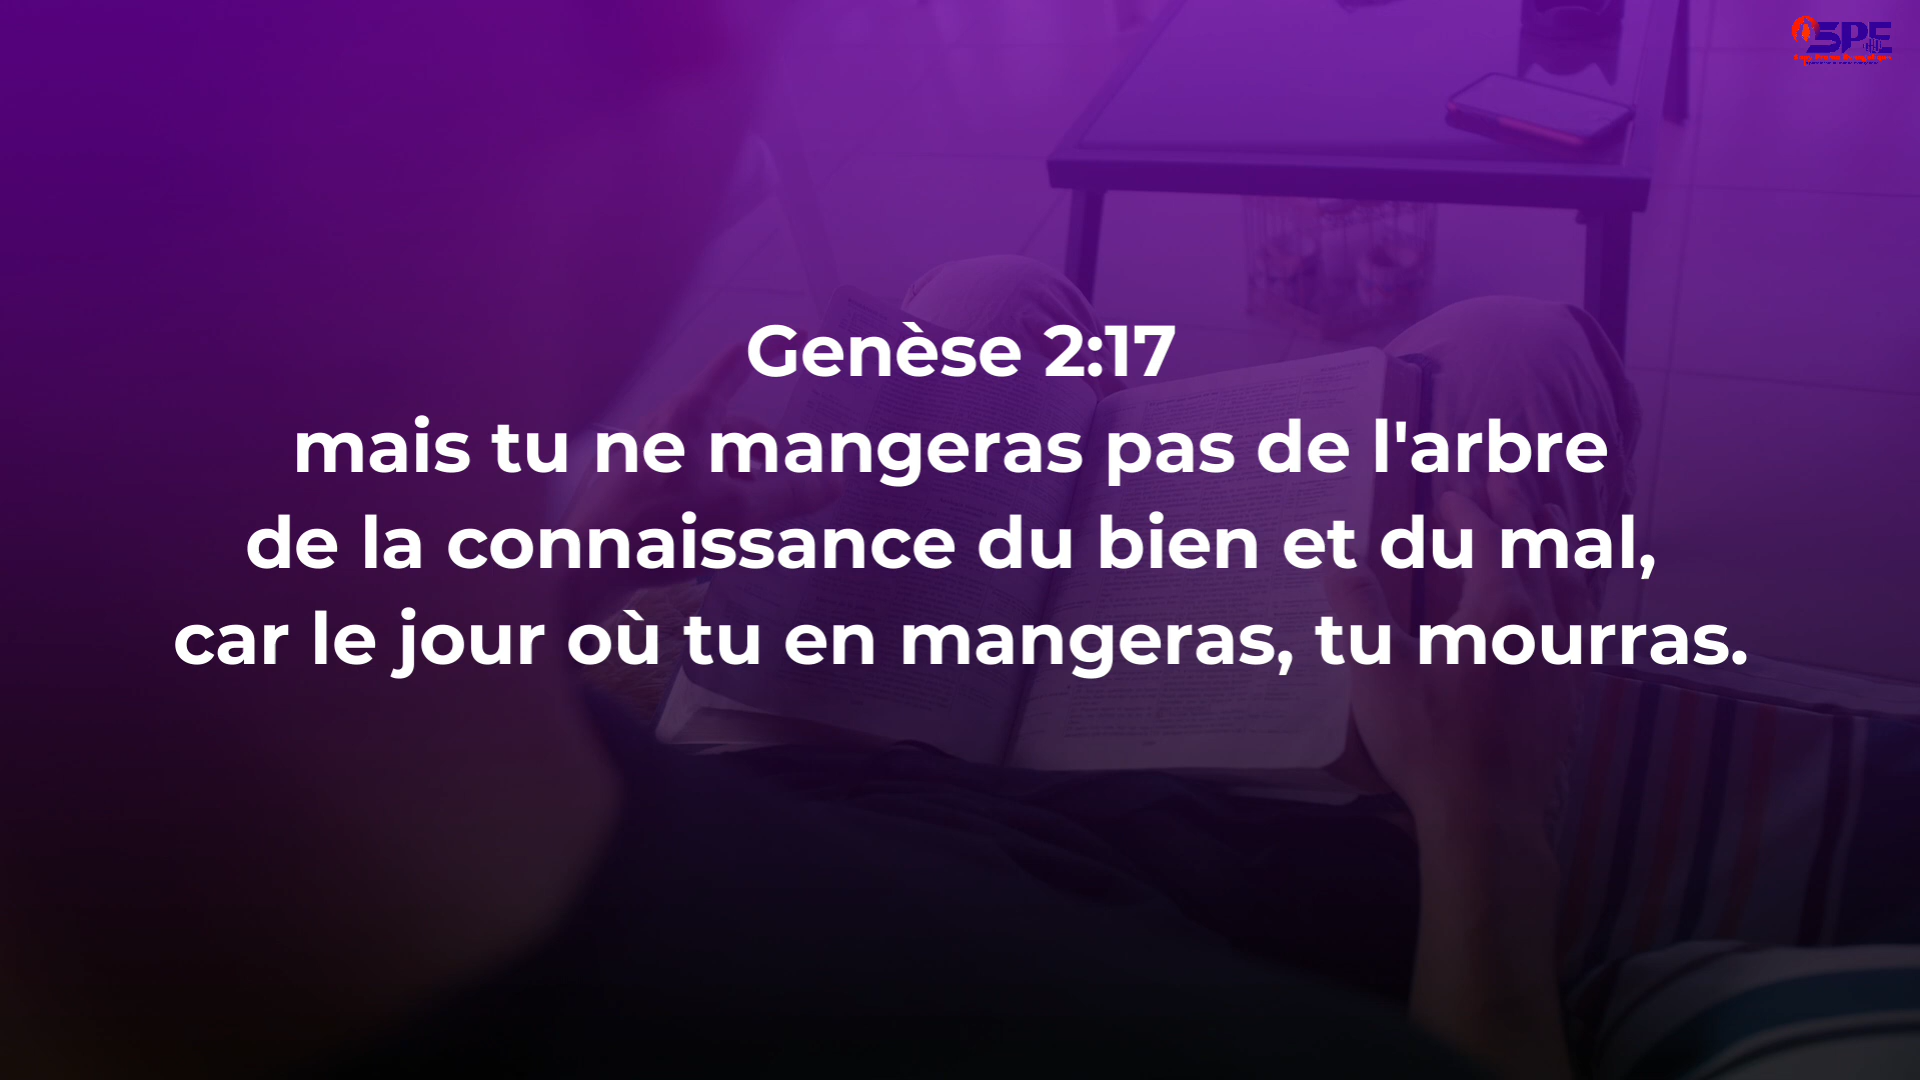 SPE
Genèse 2:17
mais tu ne mangeras pas de l'arbre
de la connaissance du bien et du mal,
car le jour où tu en mangeras, tu mourras.